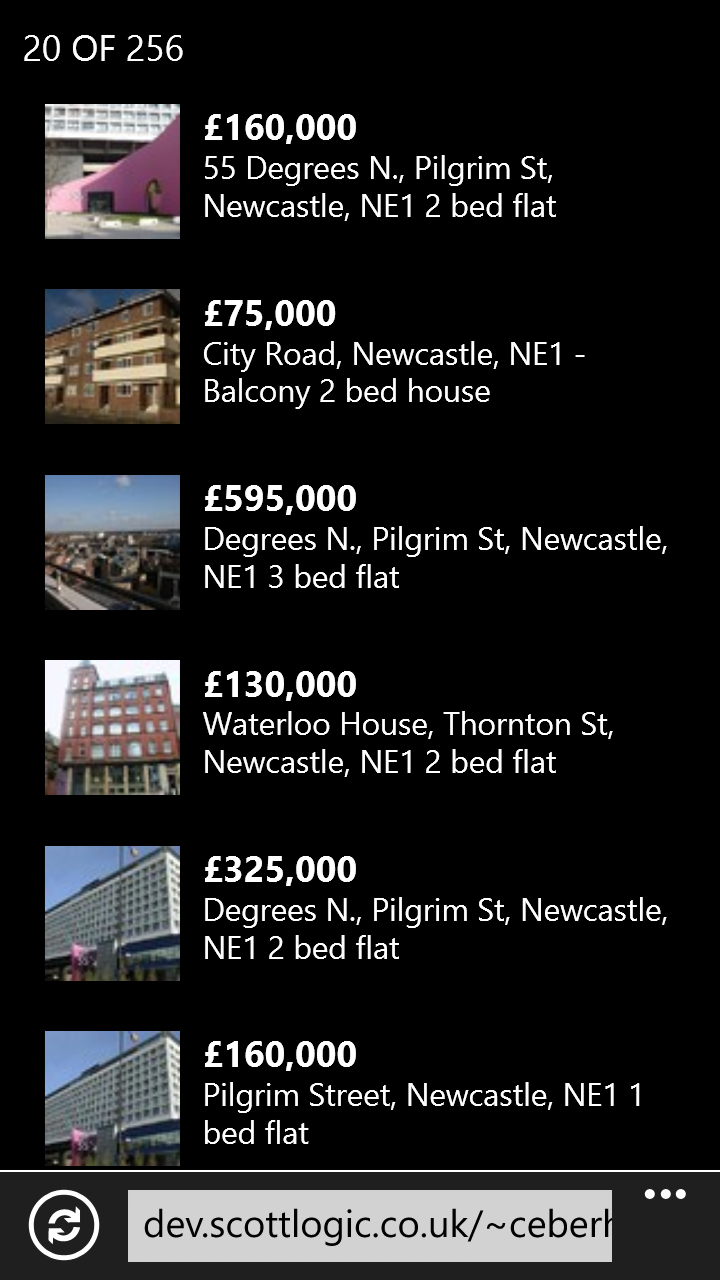 20 OF 256
£160,000
55 Degrees N., Pilgrim St,
Newcastle, NE1 2 bed flat
£75,000
City Road, Newcastle, NE1 -
Balcony 2 bed house
£595,000
Degrees N., Pilgrim St, Newcastle,
NE1 3 bed flat
£130,000
Waterloo House, Thornton St,
Newcastle, NE1 2 bed flat
£325,000
Degrees N., Pilgrim St, Newcastle,
NE1 2 bed flat
£160,000
Pilgrim Street, Newcastle, NE1 1
bed flat
dev.scottlogic.co.uk/~ceberh